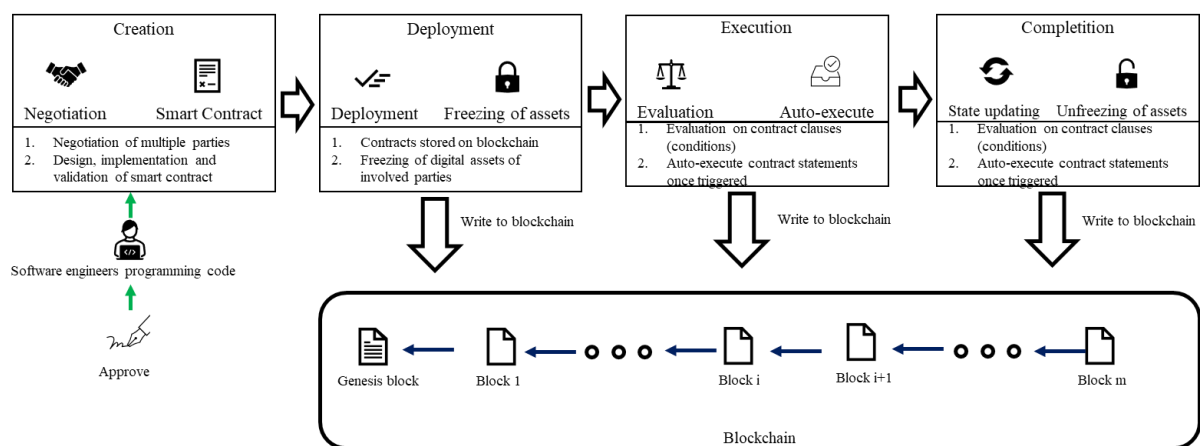 Creation
Negotiation
Smart Contract
1. Negotiation of multiple parties
2. Design, implementation and
validation of smart contract
Deployment
Deployment
Freezing of assets
1. Contracts stored on blockchain
2. Freezing of digital assets of
involved parties
Execution
Evaluation
Auto-execute
1. Evaluation on contract clauses
(conditions)
2. Auto-execute contract statements
once triggered
Completition
State updating
Unfreezing of assets
1. Evaluation on contract clauses
(conditions)
2. Auto-execute contract statements
once triggered
Write to blockchain
Write to blockchain
Write to blockchain
Software engineers programming code
Approve
Genesis block
Block 1
Block i
Block i+1
Block m
Blockchain